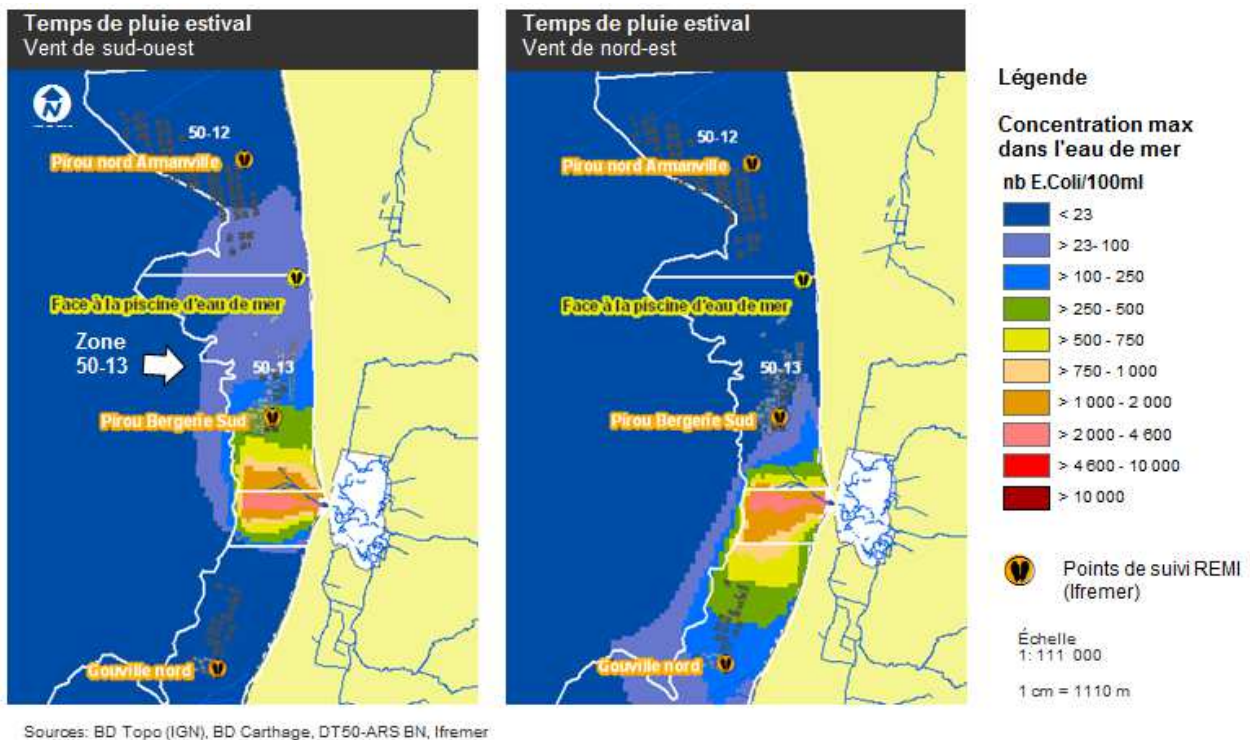 Temps de pluie estival
Vent de sud-ouest
N
50-12
Pirou nord Armanville
Face à la piscine d'eau de mer
Zone
50-13
50-13
Pirou Bergerie Sud
Gouville nord
Temps de pluie estival
Vent de nord-est
50-12
Pirou nord Armanville
Face à la piscine d'eau de mer
50-13
Pirou Bergerie Sud
Gouville nord
Légende
Concentration max
dans l'eau de mer
nb E.Coli/100ml
< 23
> 23- 100
> 100 - 250
> 250 - 500
> 500 - 750
> 750 - 1 000
> 1 000 - 2 000
> 2 000 - 4 600
> 4 600 - 10 000
> 10 000
Points de suivi REMI
(Ifremer)
Échelle
1: 111 000
1 cm = 1110 m
Sources: BD Topo (IGN), BD Carthage, DT50-ARS BN, Ifremer